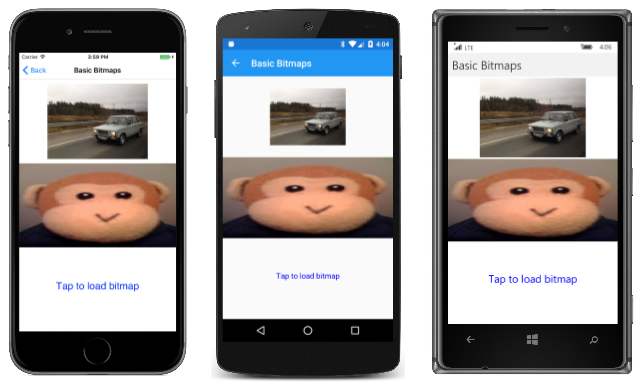 Carrier 3:59 PM
Back Basic Bitmaps
Tap to load bitmap
4:04
Basic Bitmaps
Tap to load bitmap
LTE 4:06
Basic Bitmaps
Tap to load bitmap